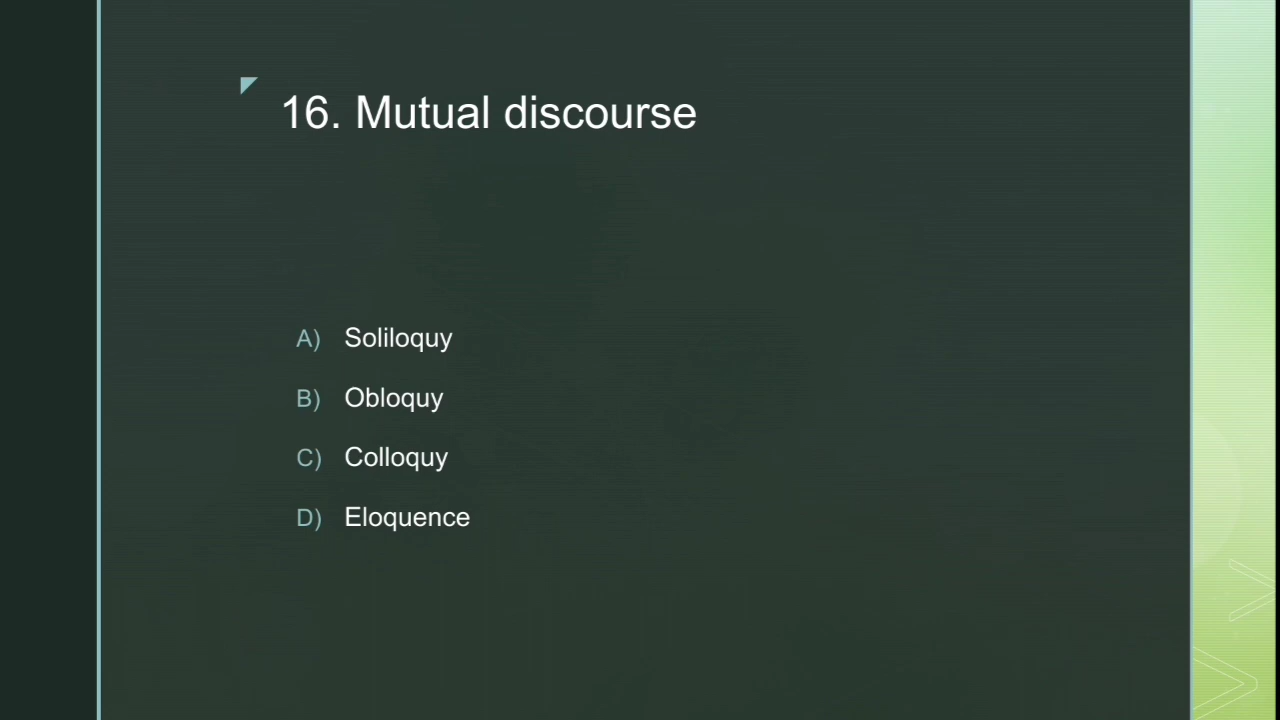 16. Mutual discourse
A) Soliloquy
B) Obloquy
C) Colloquy
D) Eloquence